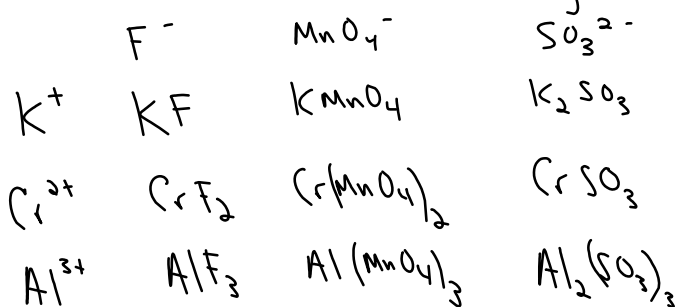 F⁻ MnO₄⁻ SO₃²⁻
K⁺ KF KMnO₄ K₂SO₃
Cr²⁺ CrF₂ Cr(MnO₄)₂ CrSO₃
Al³⁺ AlF₃ Al(MnO₄)₃ Al₂(SO₃)₃